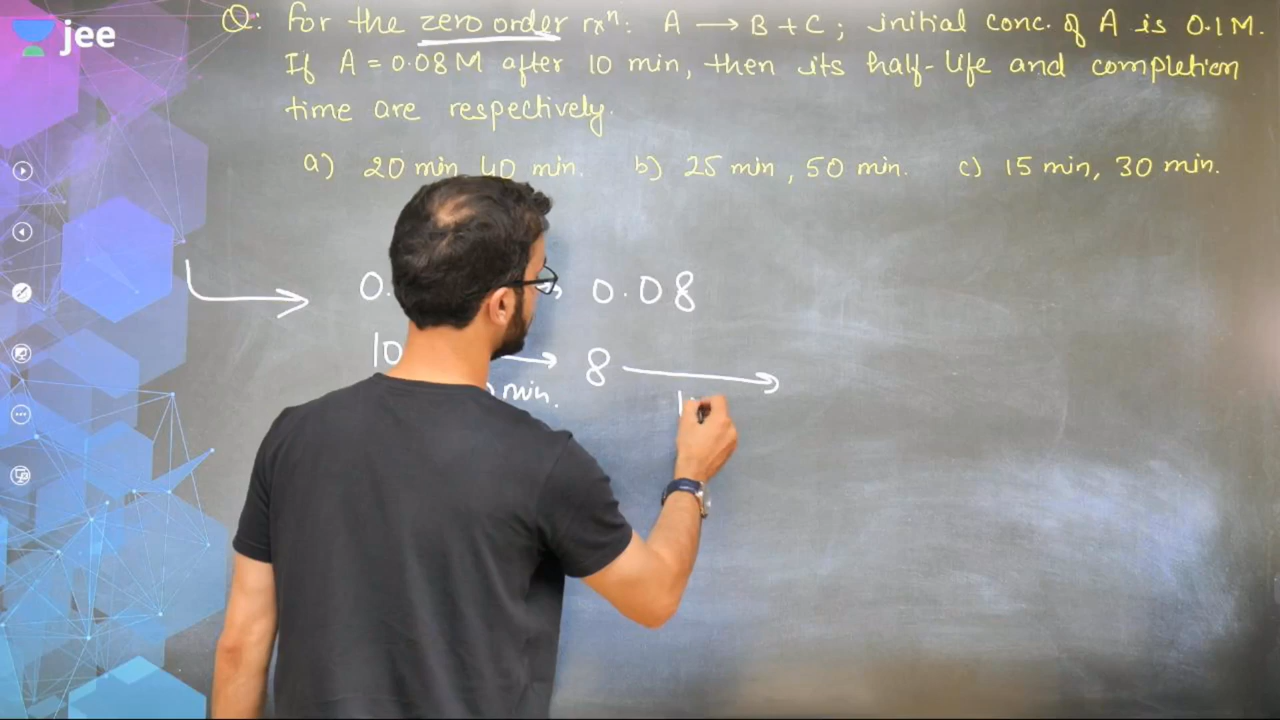 jee
Q: For the zero order rxⁿ: A → B + C ; initial conc. of A is 0.1M.
If A = 0.08 M after 10 min, then its half-life and completion
time are respectively.
a) 20 min 40 min. b) 25 min, 50 min. c) 15 min, 30 min.
0. → 0.08
10 → 8 →
min.